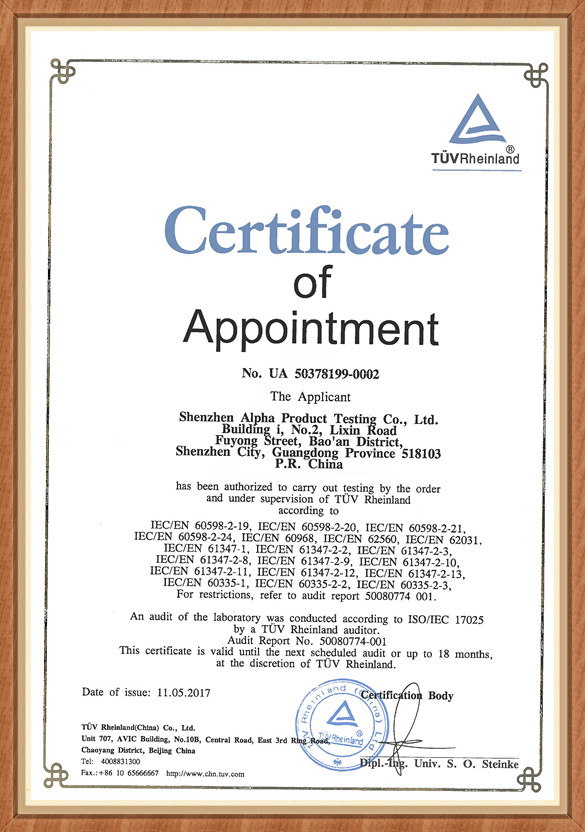 TÜVRheinland®
Certificate
of
Appointment
No. UA 50378199-0002
The Applicant
Shenzhen Alpha Product Testing Co., Ltd.
Building i, No.2, Lixin Road
Fuyong Street, Bao'an District,
Shenzhen City, Guangdong Province 518103
P.R. China
has been authorized to carry out testing by the order
and under supervision of TÜV Rheinland
according to
IEC/EN 60598-2-19, IEC/EN 60598-2-20, IEC/EN 60598-2-21,
IEC/EN 60598-2-24, IEC/EN 60968, IEC/EN 62560, IEC/EN 62031,
IEC/EN 61347-1, IEC/EN 61347-2-2, IEC/EN 61347-2-3,
IEC/EN 61347-2-8, IEC/EN 61347-2-9, IEC/EN 61347-2-10,
IEC/EN 61347-2-11, IEC/EN 61347-2-12, IEC/EN 61347-2-13,
IEC/EN 60335-1, IEC/EN 60335-2-2, IEC/EN 60335-2-3,
For restrictions, refer to audit report 50080774 001.
An audit of the laboratory was conducted according to ISO/IEC 17025
by a TÜV Rheinland auditor.
Audit Report No. 50080774-001
This certificate is valid until the next scheduled audit or up to 18 months,
at the discretion of TÜV Rheinland.
Date of issue: 11.05.2017
Certification Body
TÜV Rheinland (China) Ltd.
TÜVRheinland®
TÜV Rheinland(China) Co., Ltd.
Unit 707, AVIC Building, No.10B, Central Road, East 3rd Ring Road,
Chaoyang District, Beijing China
Tel: 4008831300
Fax.:+86 10 65666667 http://www.chn.tuv.com
Dipl.-Ing. Univ. S. O. Steinke